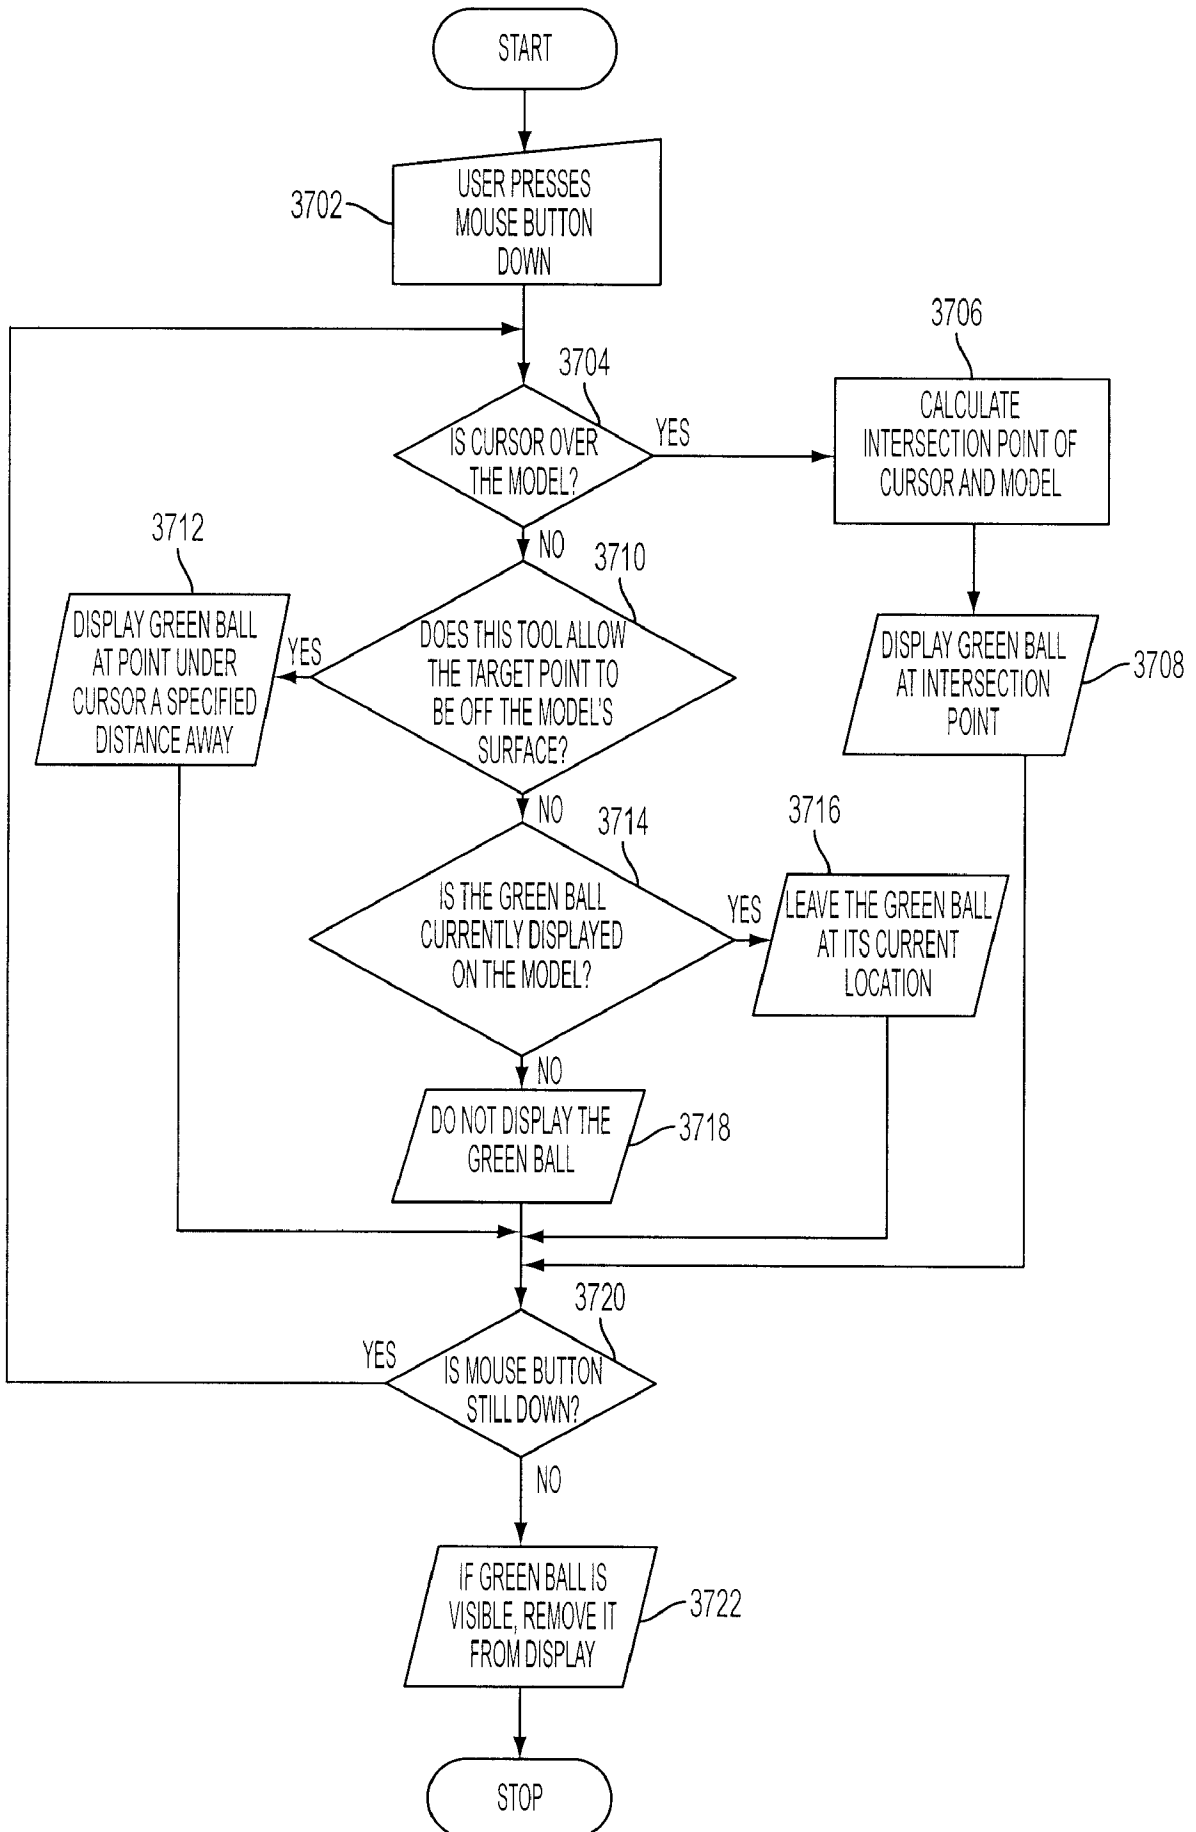 START
3702
USER PRESSES
MOUSE BUTTON
DOWN
3704
IS CURSOR OVER
THE MODEL?
YES
3706
CALCULATE
INTERSECTION POINT OF
CURSOR AND MODEL
NO
3712
DISPLAY GREEN BALL
AT POINT UNDER
CURSOR A SPECIFIED
DISTANCE AWAY
YES
3710
DOES THIS TOOL ALLOW
THE TARGET POINT TO
BE OFF THE MODEL'S
SURFACE?
DISPLAY GREEN BALL
AT INTERSECTION
POINT
3708
NO
3714
IS THE GREEN BALL
CURRENTLY DISPLAYED
ON THE MODEL?
YES
3716
LEAVE THE GREEN BALL
AT ITS CURRENT
LOCATION
NO
DO NOT DISPLAY THE
GREEN BALL
3718
3720
YES
IS MOUSE BUTTON
STILL DOWN?
NO
IF GREEN BALL IS
VISIBLE, REMOVE IT
FROM DISPLAY
3722
STOP